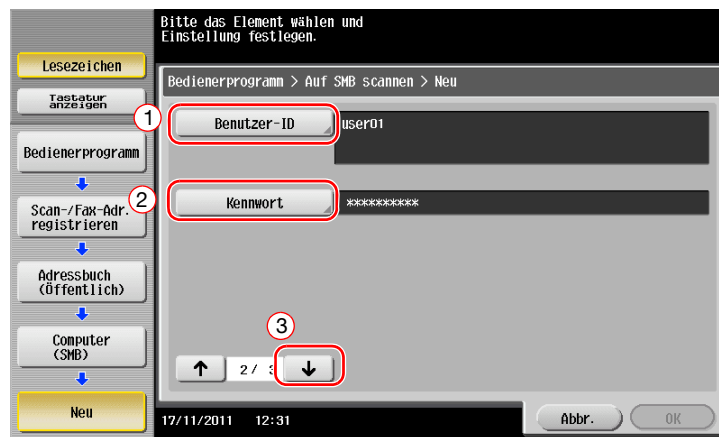 Bitte das Element wählen und
Einstellung festlegen.
Lesezeichen
Tastatur
anzeigen
Bedienerprogramm > Auf SMB scannen > Neu
1
Benutzer-ID
user01
Bedienerprogramm
2
Kennwort
**********
Scan-/Fax-Adr.
registrieren
Adressbuch
(Öffentlich)
3
Computer
(SMB)
↑ 2/ 3 ↓
Neu
17/11/2011 12:31
Abbr.
OK